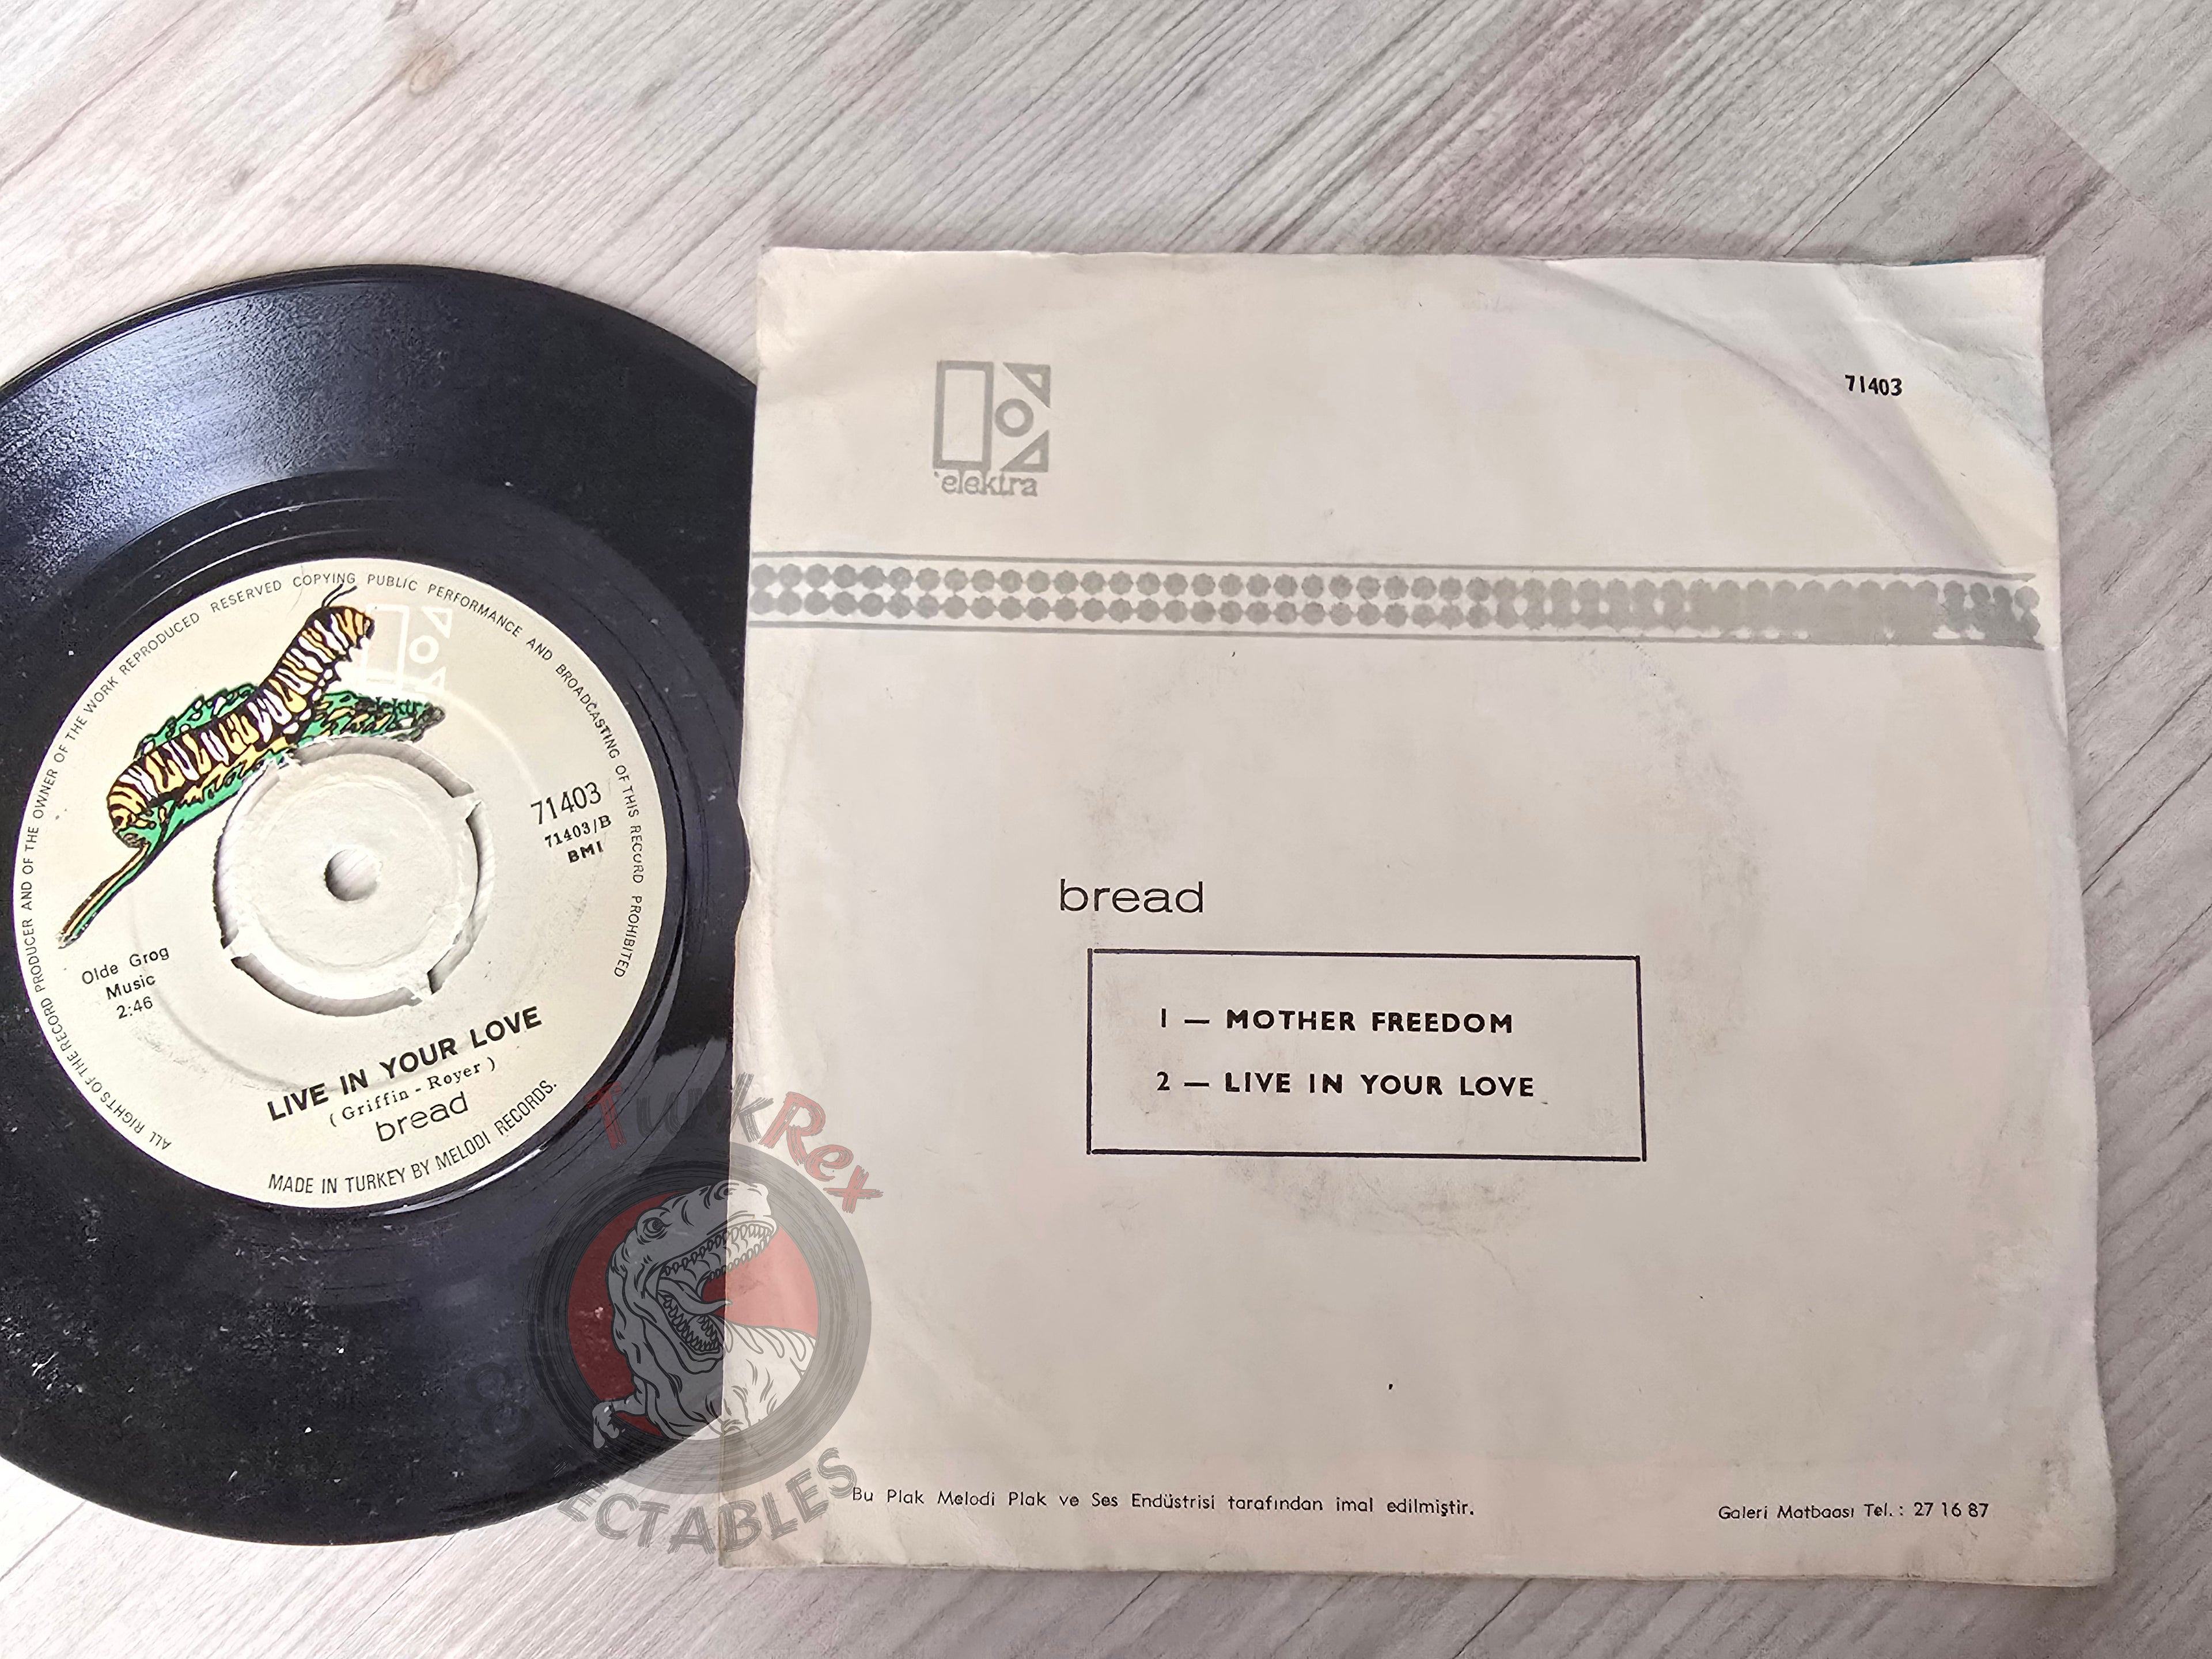 ALL RIGHTS OF THE RECORD PRODUCER AND OF THE OWNER OF THE WORK REPRODUCED RESERVED COPYING PUBLIC PERFORMANCE AND BROADCASTING OF THIS RECORD PROHIBITED
elektra
71403
71403/B
BMI
Olde Grog
Music
2:46
LIVE IN YOUR LOVE
( Griffin - Royer )
bread
MADE IN TURKEY BY MELODI RECORDS.
elektra
71403
bread
1 — MOTHER FREEDOM
2 — LIVE IN YOUR LOVE
Bu Plak Melodi Plak ve Ses Endüstrisi tarafından imal edilmiştir.
Galeri Matbaası Tel. : 27 16 87
TurkRex